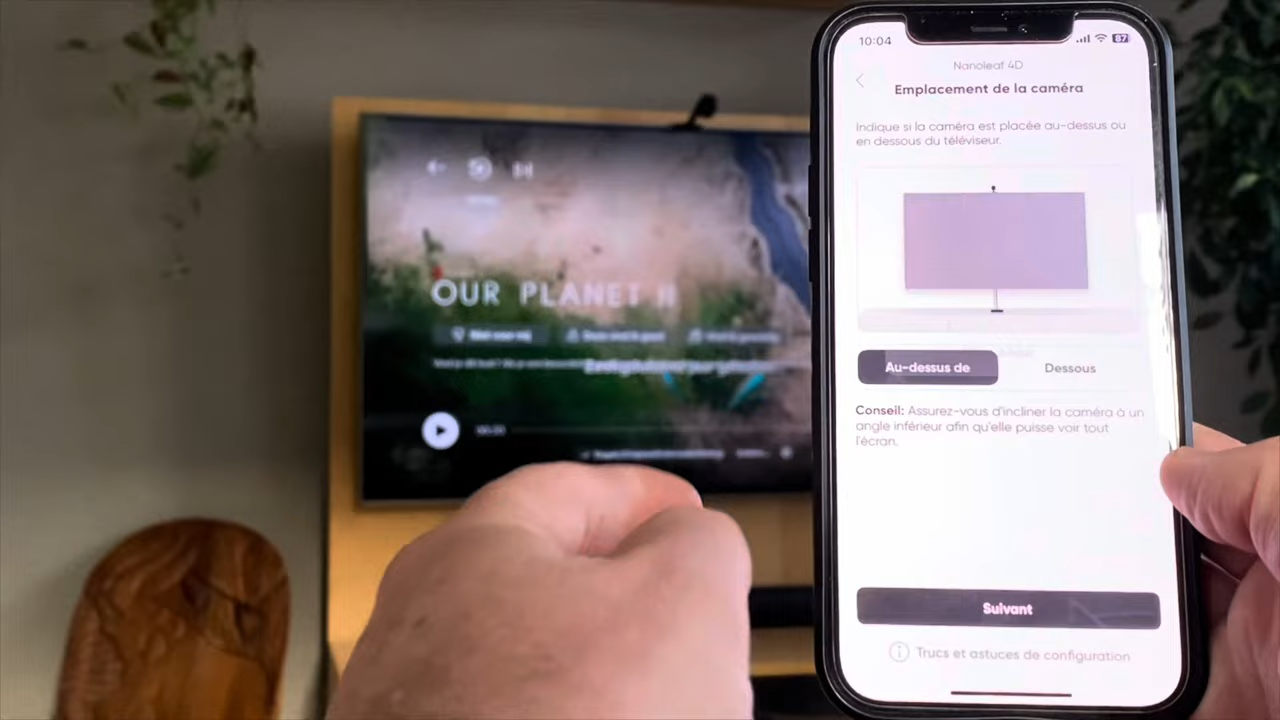 10:04
87
Nanoleaf 4D
Emplacement de la caméra
Indique si la caméra est placée au-dessus ou
en dessous du téléviseur.
Au-dessus de
Dessous
Conseil: Assurez-vous d'incliner la caméra à un
angle inférieur afin qu'elle puisse voir tout
l'écran.
Suivant
Trucs et astuces de configuration
OUR PLANET II